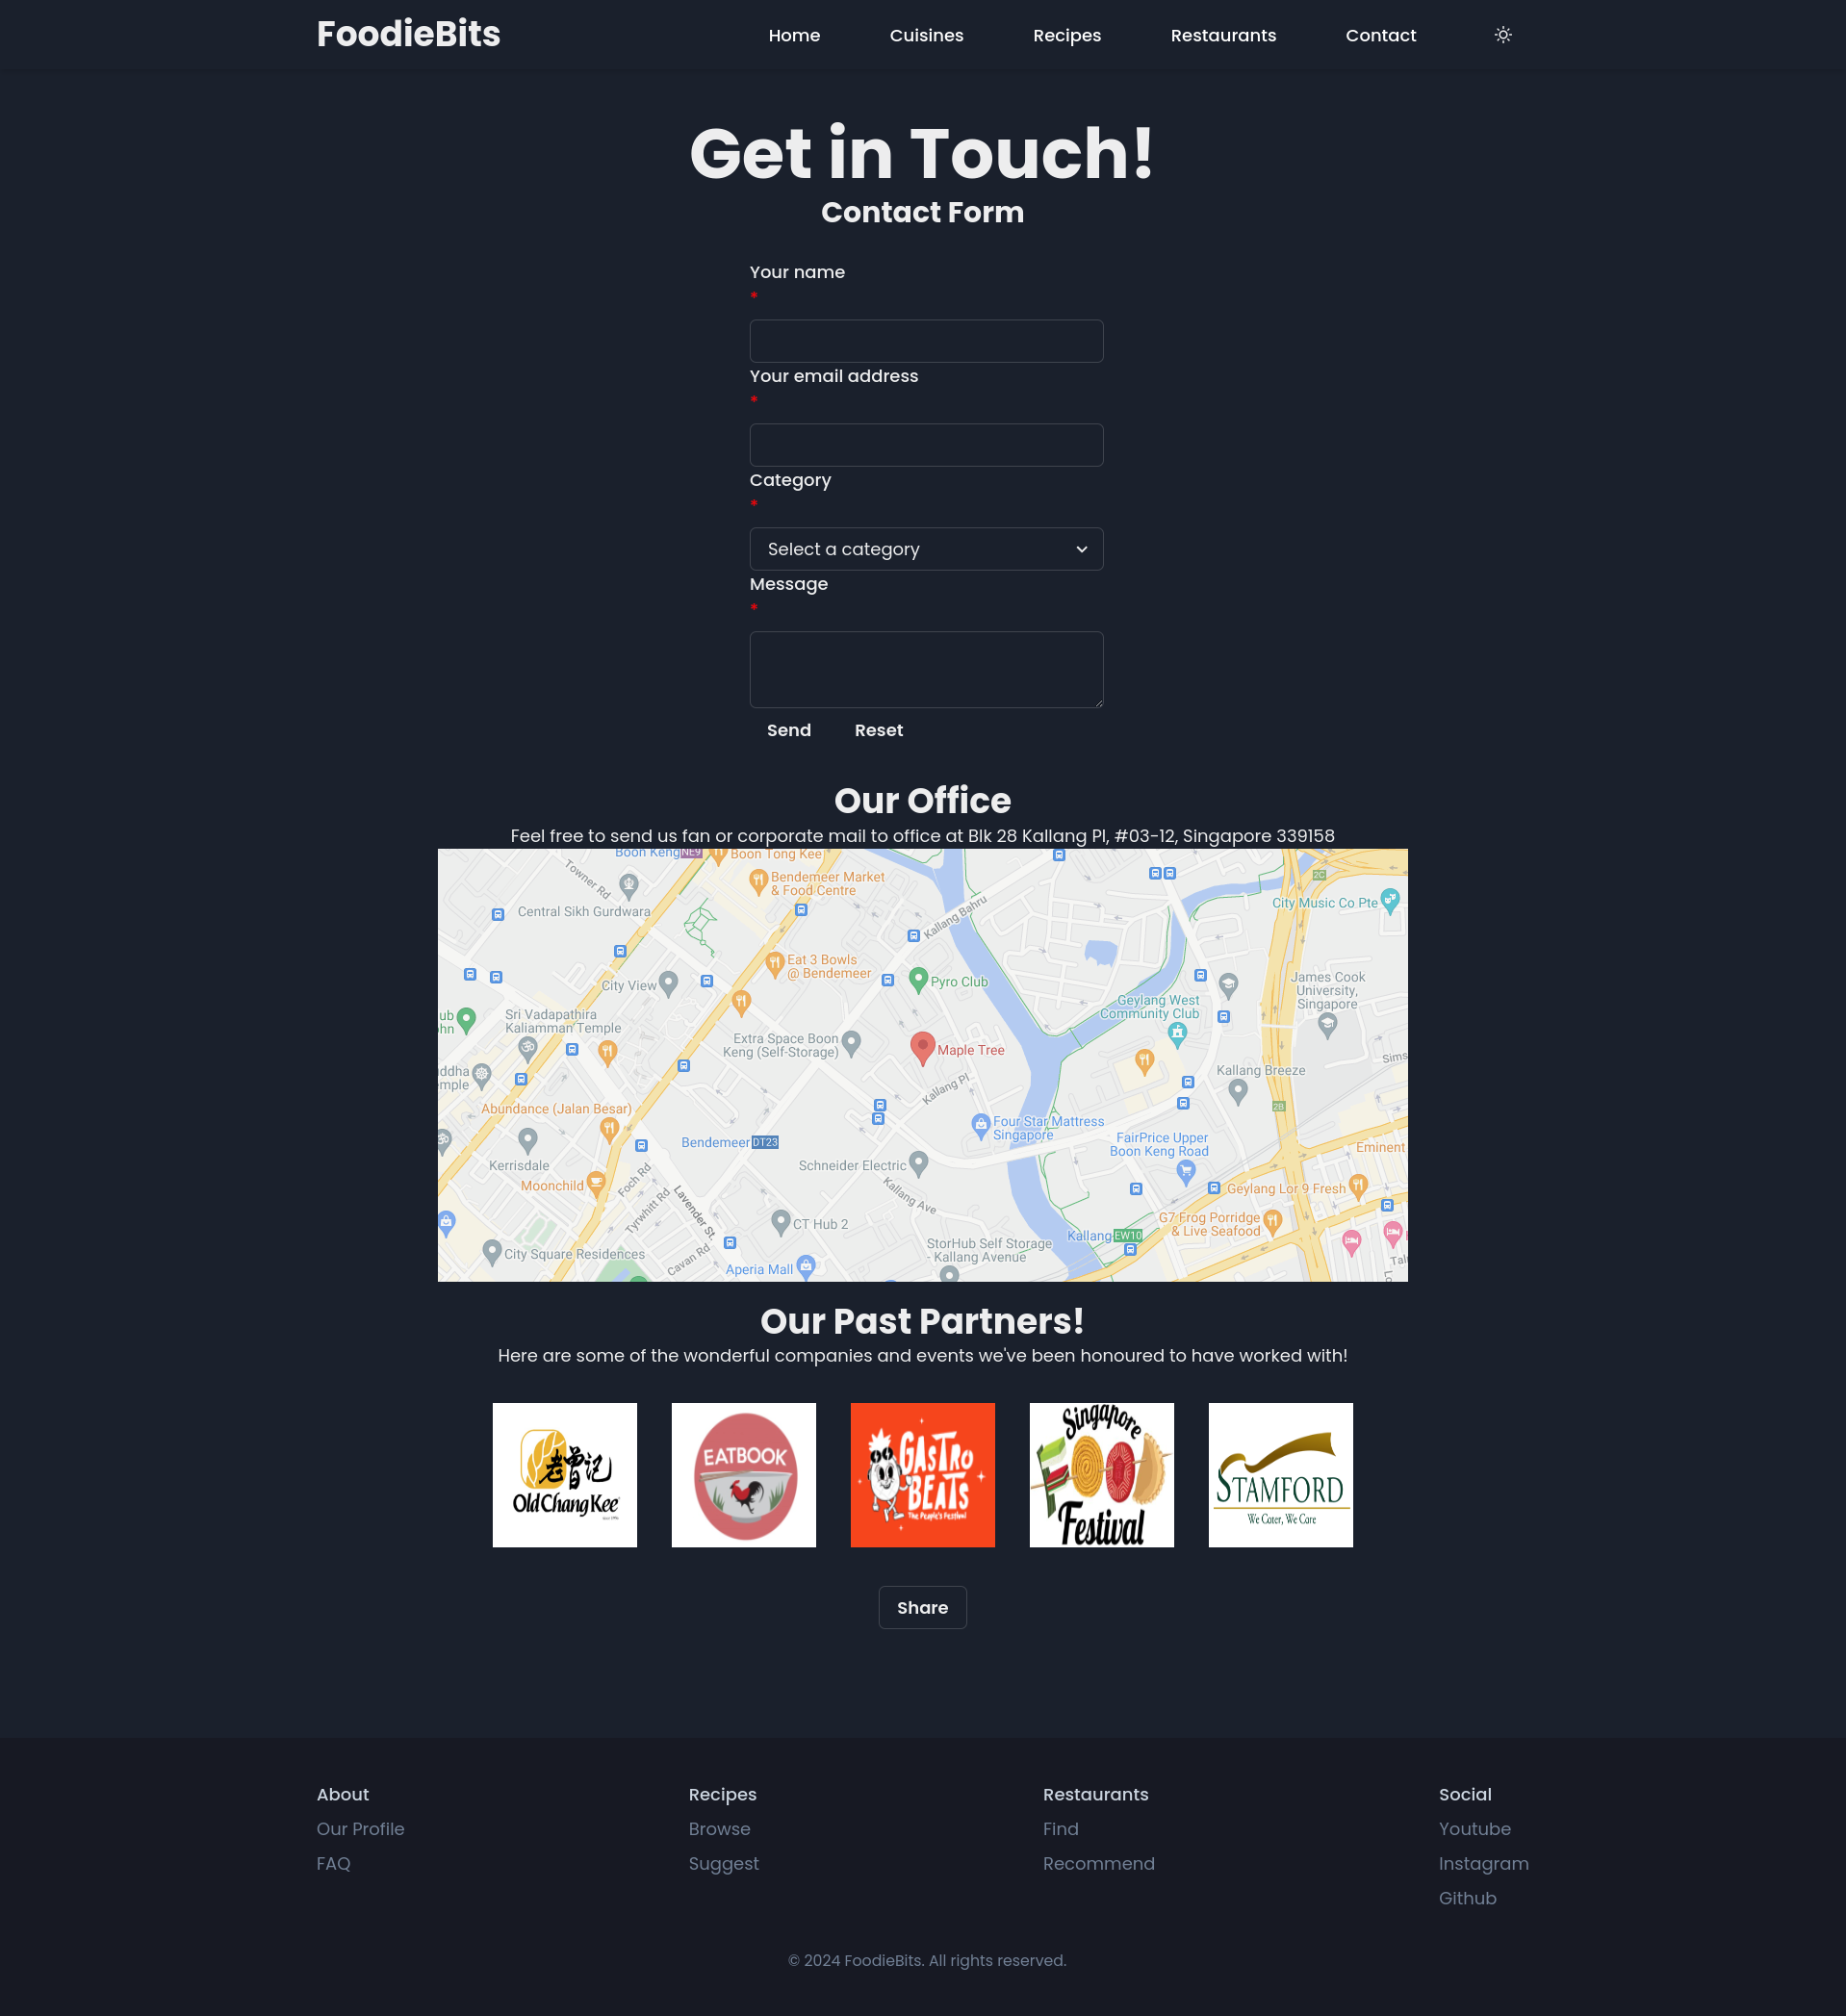 FoodieBits
Home
Cuisines
Recipes
Restaurants
Contact
Get in Touch!
Contact Form
Your name
*
Your email address
*
Category
*
Select a category
Message
*
Send
Reset
Our Office
Feel free to send us fan or corporate mail to office at Blk 28 Kallang Pl, #03-12, Singapore 339158
Boon Keng NE9
Boon Tong Kee
Towner Rd
Bendemeer Market
& Food Centre
2C
Central Sikh Gurdwara
City Music Co Pte
Kallang Bahru
Eat 3 Bowls
@ Bendemeer
City View
Pyro Club
James Cook
University,
Singapore
Geylang West
Community Club
ub
hn
Sri Vadapathira
Kaliamman Temple
Extra Space Boon
Keng (Self-Storage)
Maple Tree
Sims
uddha
emple
Kallang Breeze
Kallang Pl
Abundance (Jalan Besar)
2B
Four Star Mattress
Singapore
Bendemeer DT23
FairPrice Upper
Boon Keng Road
Eminent
Kerrisdale
Schneider Electric
Moonchild
Foch Rd
Geylang Lor 9 Fresh
Tyrwhitt Rd
Lavender St.
Kallang Ave
CT Hub 2
G7 Frog Porridge
& Live Seafood
Kallang EW10
City Square Residences
Cavan Rd
StorHub Self Storage
- Kallang Avenue
Aperia Mall
Our Past Partners!
Here are some of the wonderful companies and events we've been honoured to have worked with!
老曾记
Old Chang Kee
EATBOOK
GASTRO
BEATS
The People's Festival
Singapore
FOOD
Festival
STAMFORD
We Cater, We Care
Share
About
Our Profile
FAQ
Recipes
Browse
Suggest
Restaurants
Find
Recommend
Social
Youtube
Instagram
Github
© 2024 FoodieBits. All rights reserved.